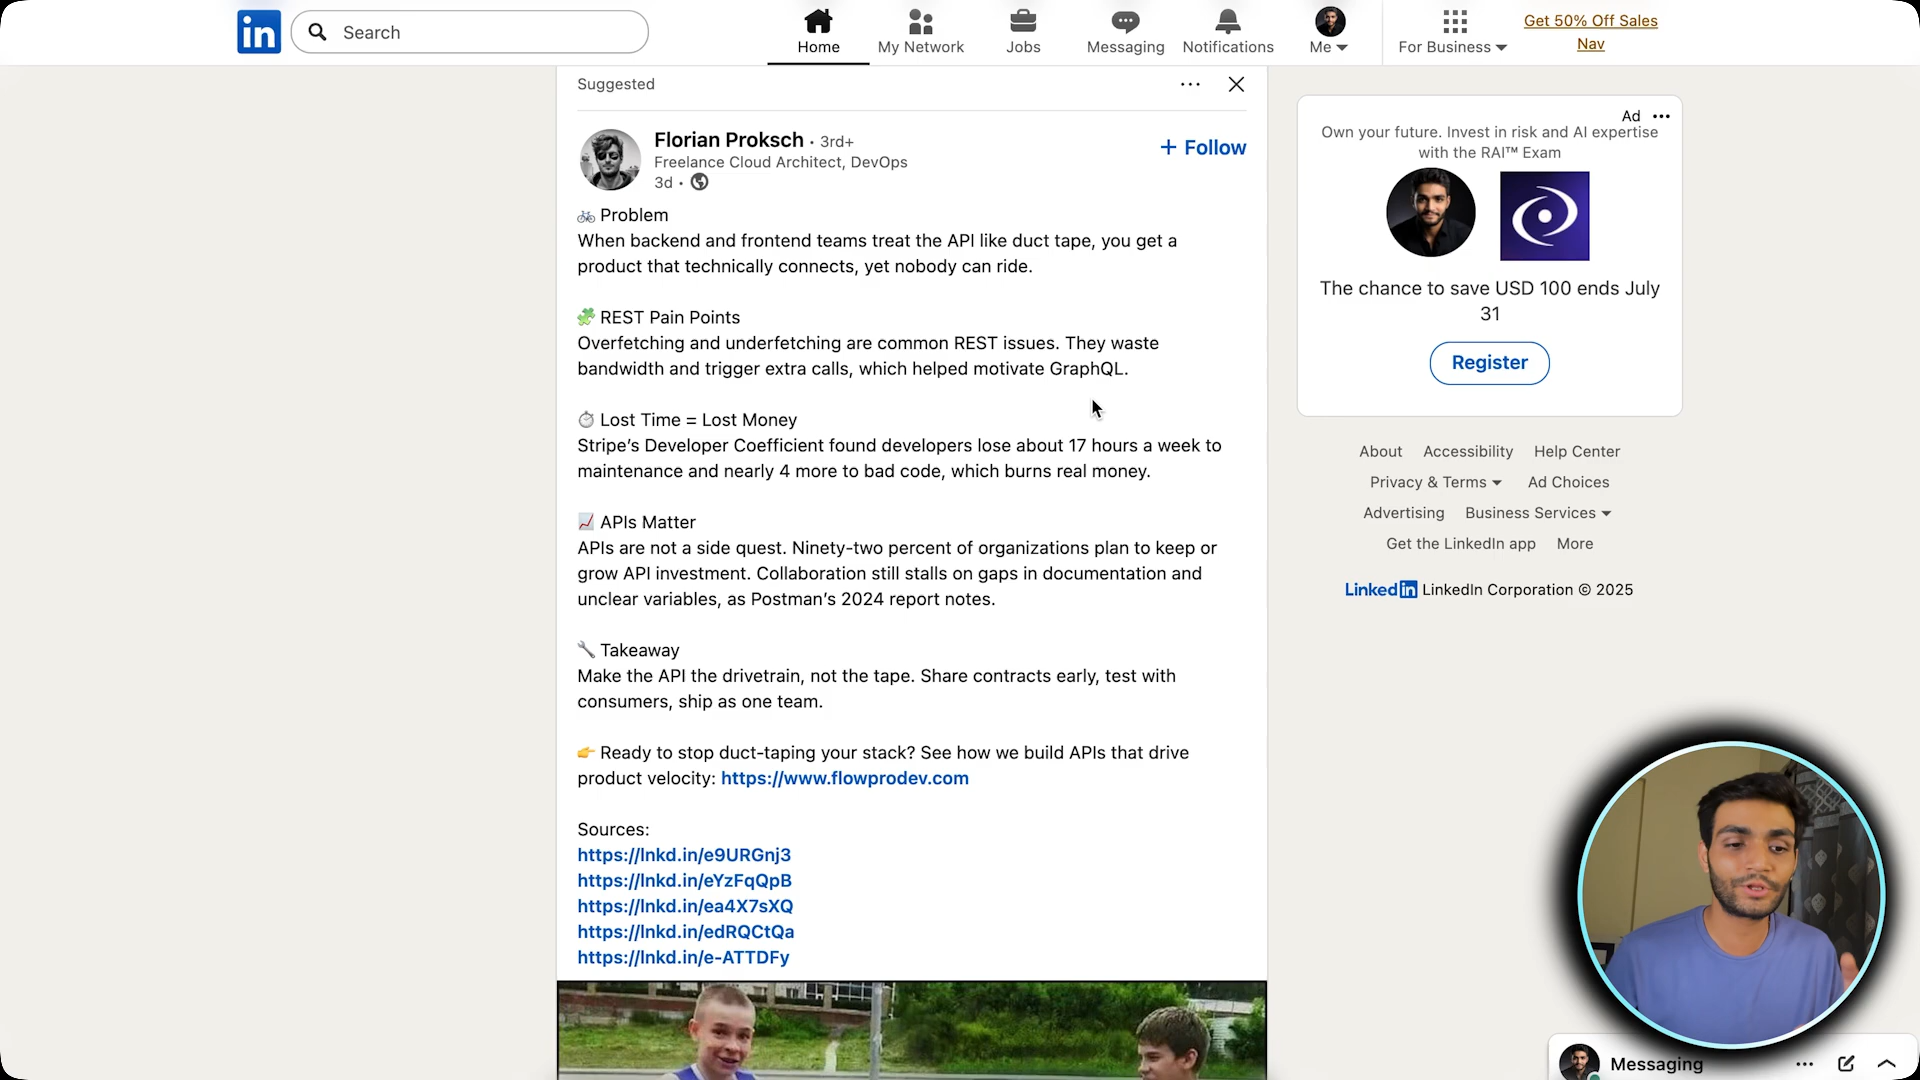 in
Search
Home
My Network
Jobs
Messaging
Notifications
Me
For Business
Get 50% Off Sales
Nav
Suggested
Florian Proksch · 3rd+
Freelance Cloud Architect, DevOps
3d ·
+ Follow
🚲 Problem
When backend and frontend teams treat the API like duct tape, you get a
product that technically connects, yet nobody can ride.
🧩 REST Pain Points
Overfetching and underfetching are common REST issues. They waste
bandwidth and trigger extra calls, which helped motivate GraphQL.
⏱️ Lost Time = Lost Money
Stripe’s Developer Coefficient found developers lose about 17 hours a week to
maintenance and nearly 4 more to bad code, which burns real money.
📈 APIs Matter
APIs are not a side quest. Ninety-two percent of organizations plan to keep or
grow API investment. Collaboration still stalls on gaps in documentation and
unclear variables, as Postman’s 2024 report notes.
🔧 Takeaway
Make the API the drivetrain, not the tape. Share contracts early, test with
consumers, ship as one team.
👉 Ready to stop duct-taping your stack? See how we build APIs that drive
product velocity: https://www.flowprodev.com
Sources:
https://lnkd.in/e9URGnj3
https://lnkd.in/eYzFqQpB
https://lnkd.in/ea4X7sXQ
https://lnkd.in/edRQCtQa
https://lnkd.in/e-ATTDFy
Ad
Own your future. Invest in risk and AI expertise
with the RAI™ Exam
The chance to save USD 100 ends July
31
Register
About Accessibility Help Center
Privacy & Terms Ad Choices
Advertising Business Services
Get the LinkedIn app More
LinkedIn LinkedIn Corporation © 2025
Messaging